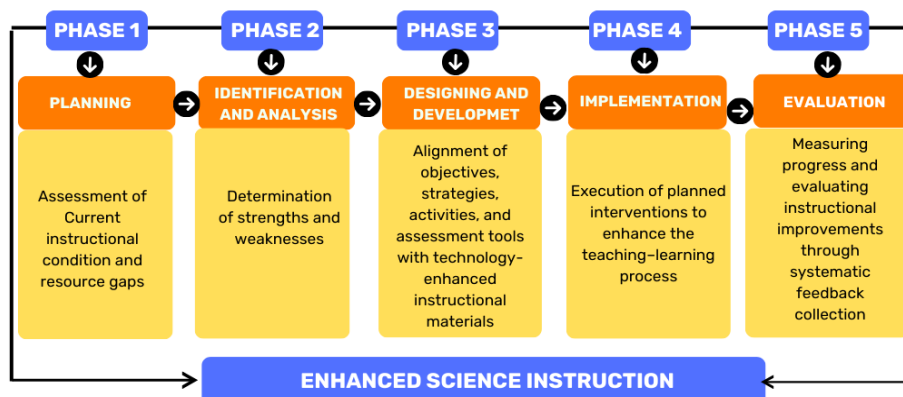 PHASE 1
PHASE 2
PHASE 3
PHASE 4
PHASE 5
PLANNING
IDENTIFICATION
AND ANALYSIS
DESIGNING AND
DEVELOPMET
IMPLEMENTATION
EVALUATION
Assessment of
Current
instructional
condition and
resource gaps
Determination
of strengths and
weaknesses
Alignment of
objectives,
strategies,
activities, and
assessment tools
with technology-
enhanced
instructional
materials
Execution of planned
interventions to
enhance the
teaching–learning
process
Measuring
progress and
evaluating
instructional
improvements
through
systematic
feedback
collection
ENHANCED SCIENCE INSTRUCTION